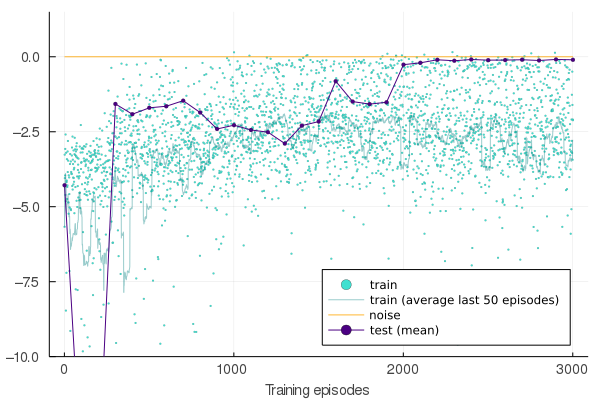 0.0
−2.5
−5.0
−7.5
−10.0
0
1000
2000
3000
Training episodes
train
train (average last 50 episodes)
noise
test (mean)